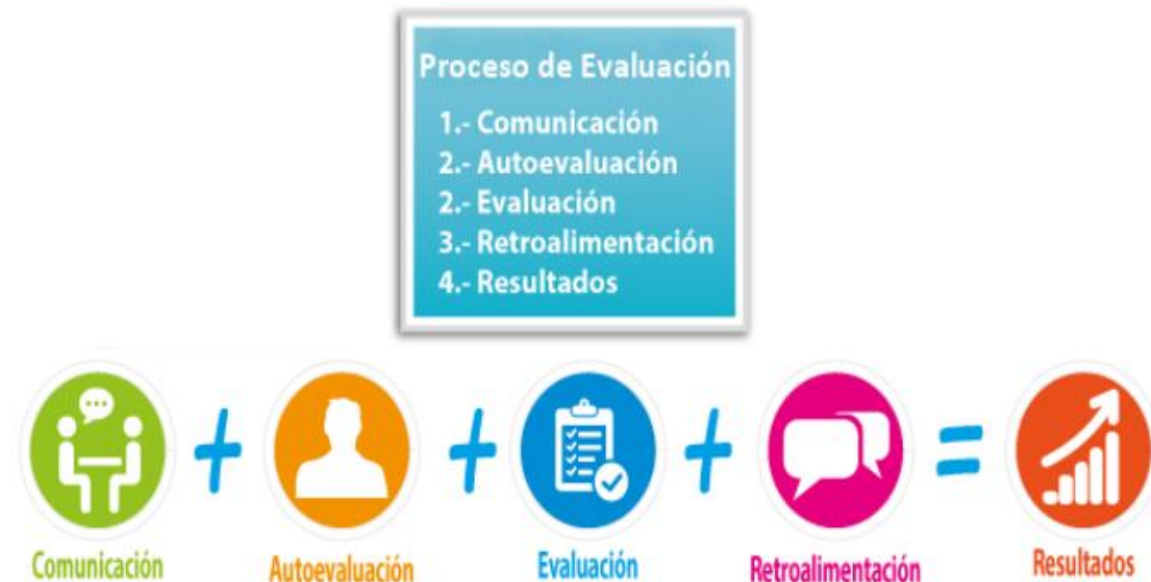 Proceso de Evaluación
1.- Comunicación
2.- Autoevaluación
2.- Evaluación
3.- Retroalimentación
4.- Resultados
Comunicación + Autoevaluación + Evaluación + Retroalimentación = Resultados